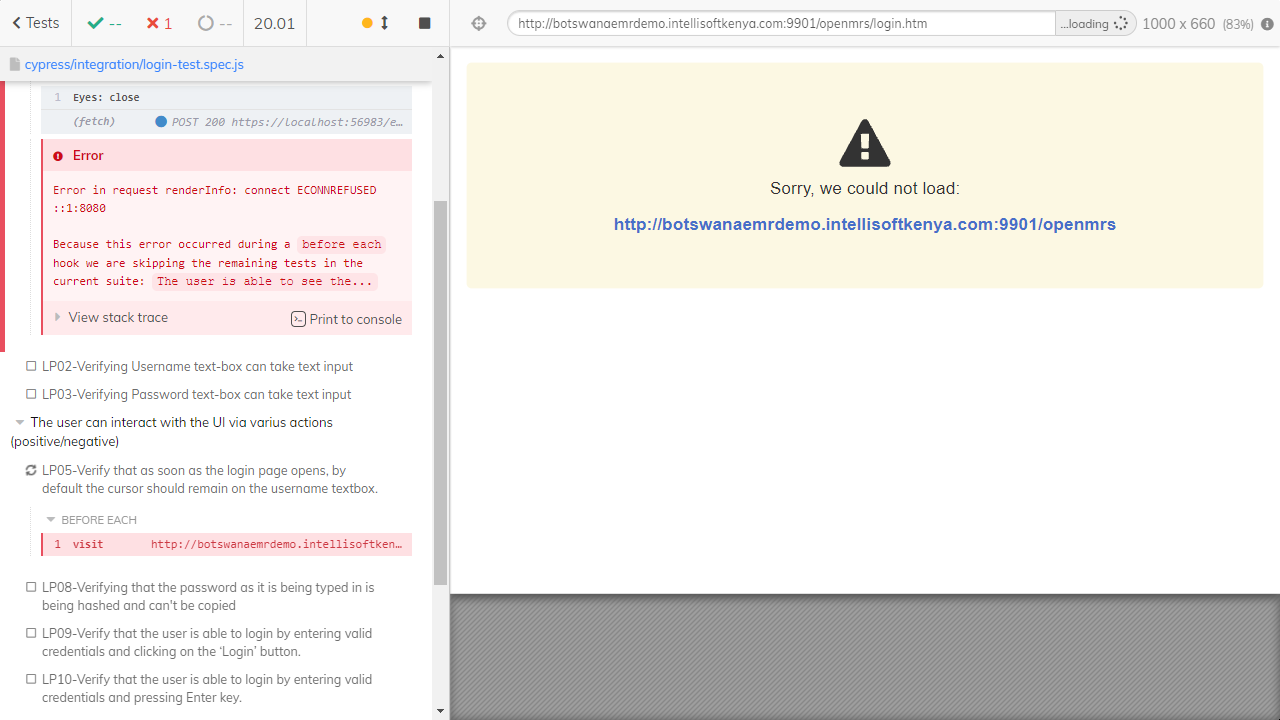 Tests
--
1
--
20.01
http://botswanaemrdemo.intellisoftkenya.com:9901/openmrs/login.htm
...loading
1000 x 660 (83%)
cypress/integration/login-test.spec.js
1 Eyes: close
(fetch) POST 200 https://localhost:56983/e…
Error
Error in request renderInfo: connect ECONNREFUSED
::1:8080
Because this error occurred during a before each
hook we are skipping the remaining tests in the
current suite: The user is able to see the...
View stack trace
Print to console
LP02-Verifying Username text-box can take text input
LP03-Verifying Password text-box can take text input
The user can interact with the UI via varius actions
(positive/negative)
LP05-Verify that as soon as the login page opens, by
default the cursor should remain on the username textbox.
BEFORE EACH
1 visit http://botswanaemrdemo.intellisoftken…
LP08-Verifying that the password as it is being typed in is
being hashed and can't be copied
LP09-Verify that the user is able to login by entering valid
credentials and clicking on the ‘Login’ button.
LP10-Verify that the user is able to login by entering valid
credentials and pressing Enter key.
Sorry, we could not load:
http://botswanaemrdemo.intellisoftkenya.com:9901/openmrs